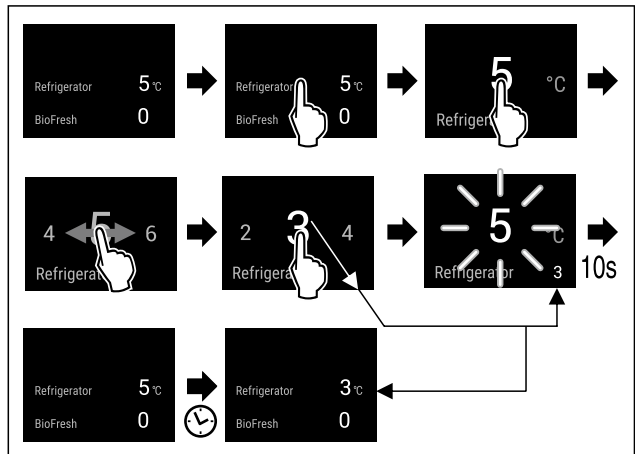 Refrigerator 5 °C
BioFresh 0
Refrigerator 5 °C
BioFresh 0
5 °C
Refriger
4 5 6
Refrigera
2 3 4
Refrigera
5 °C
Refrigerator 3
10s
Refrigerator 5 °C
BioFresh 0
Refrigerator 3 °C
BioFresh 0